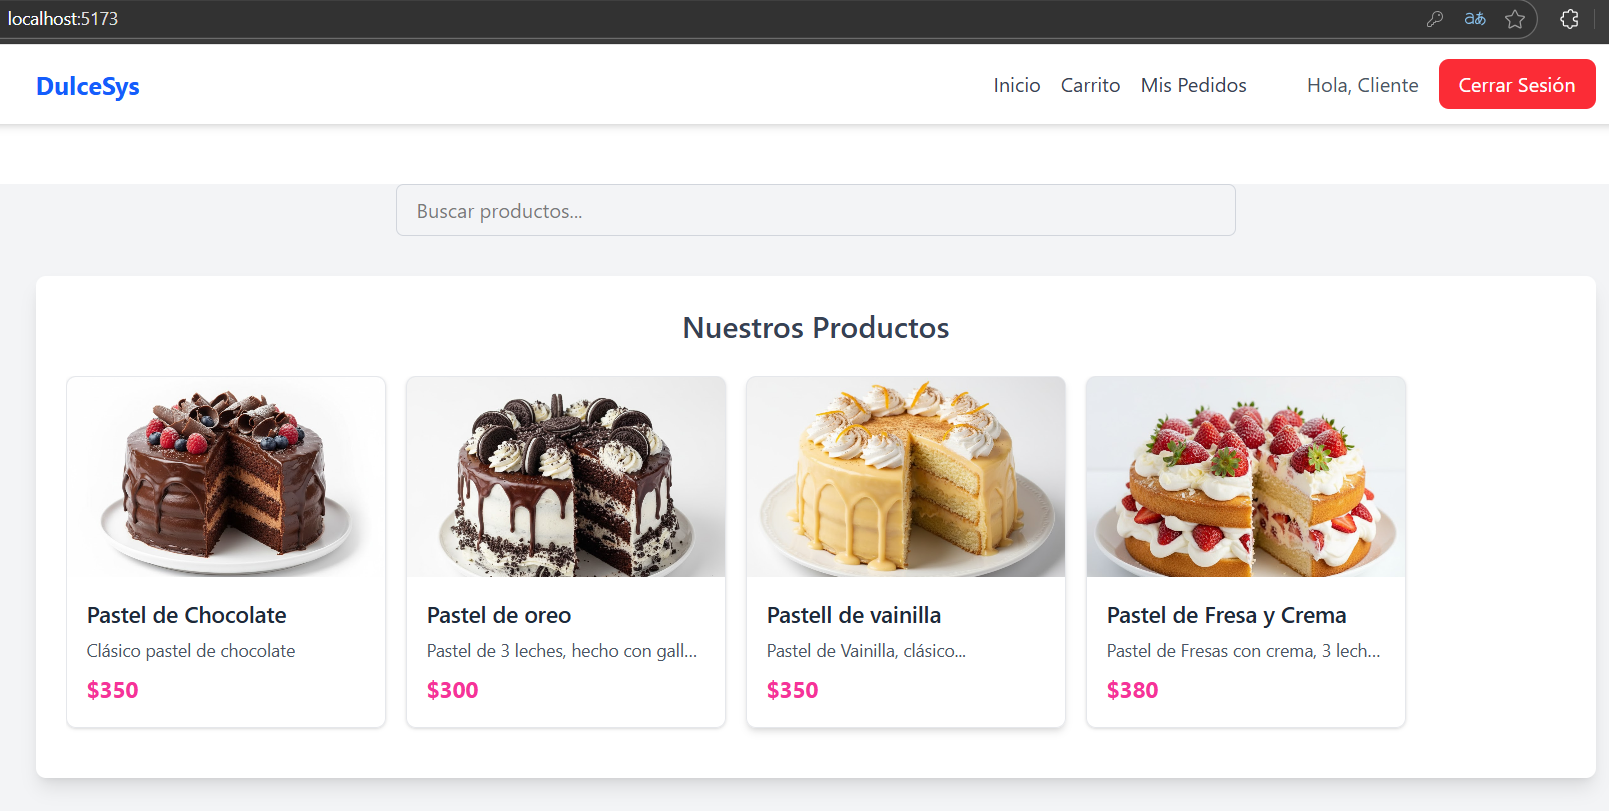 localhost:5173
DulceSys
Inicio Carrito Mis Pedidos Hola, Cliente Cerrar Sesión
Buscar productos...
Nuestros Productos
Pastel de Chocolate
Clásico pastel de chocolate
$350
Pastel de oreo
Pastel de 3 leches, hecho con gall...
$300
Pastell de vainilla
Pastel de Vainilla, clásico...
$350
Pastel de Fresa y Crema
Pastel de Fresas con crema, 3 lech...
$380